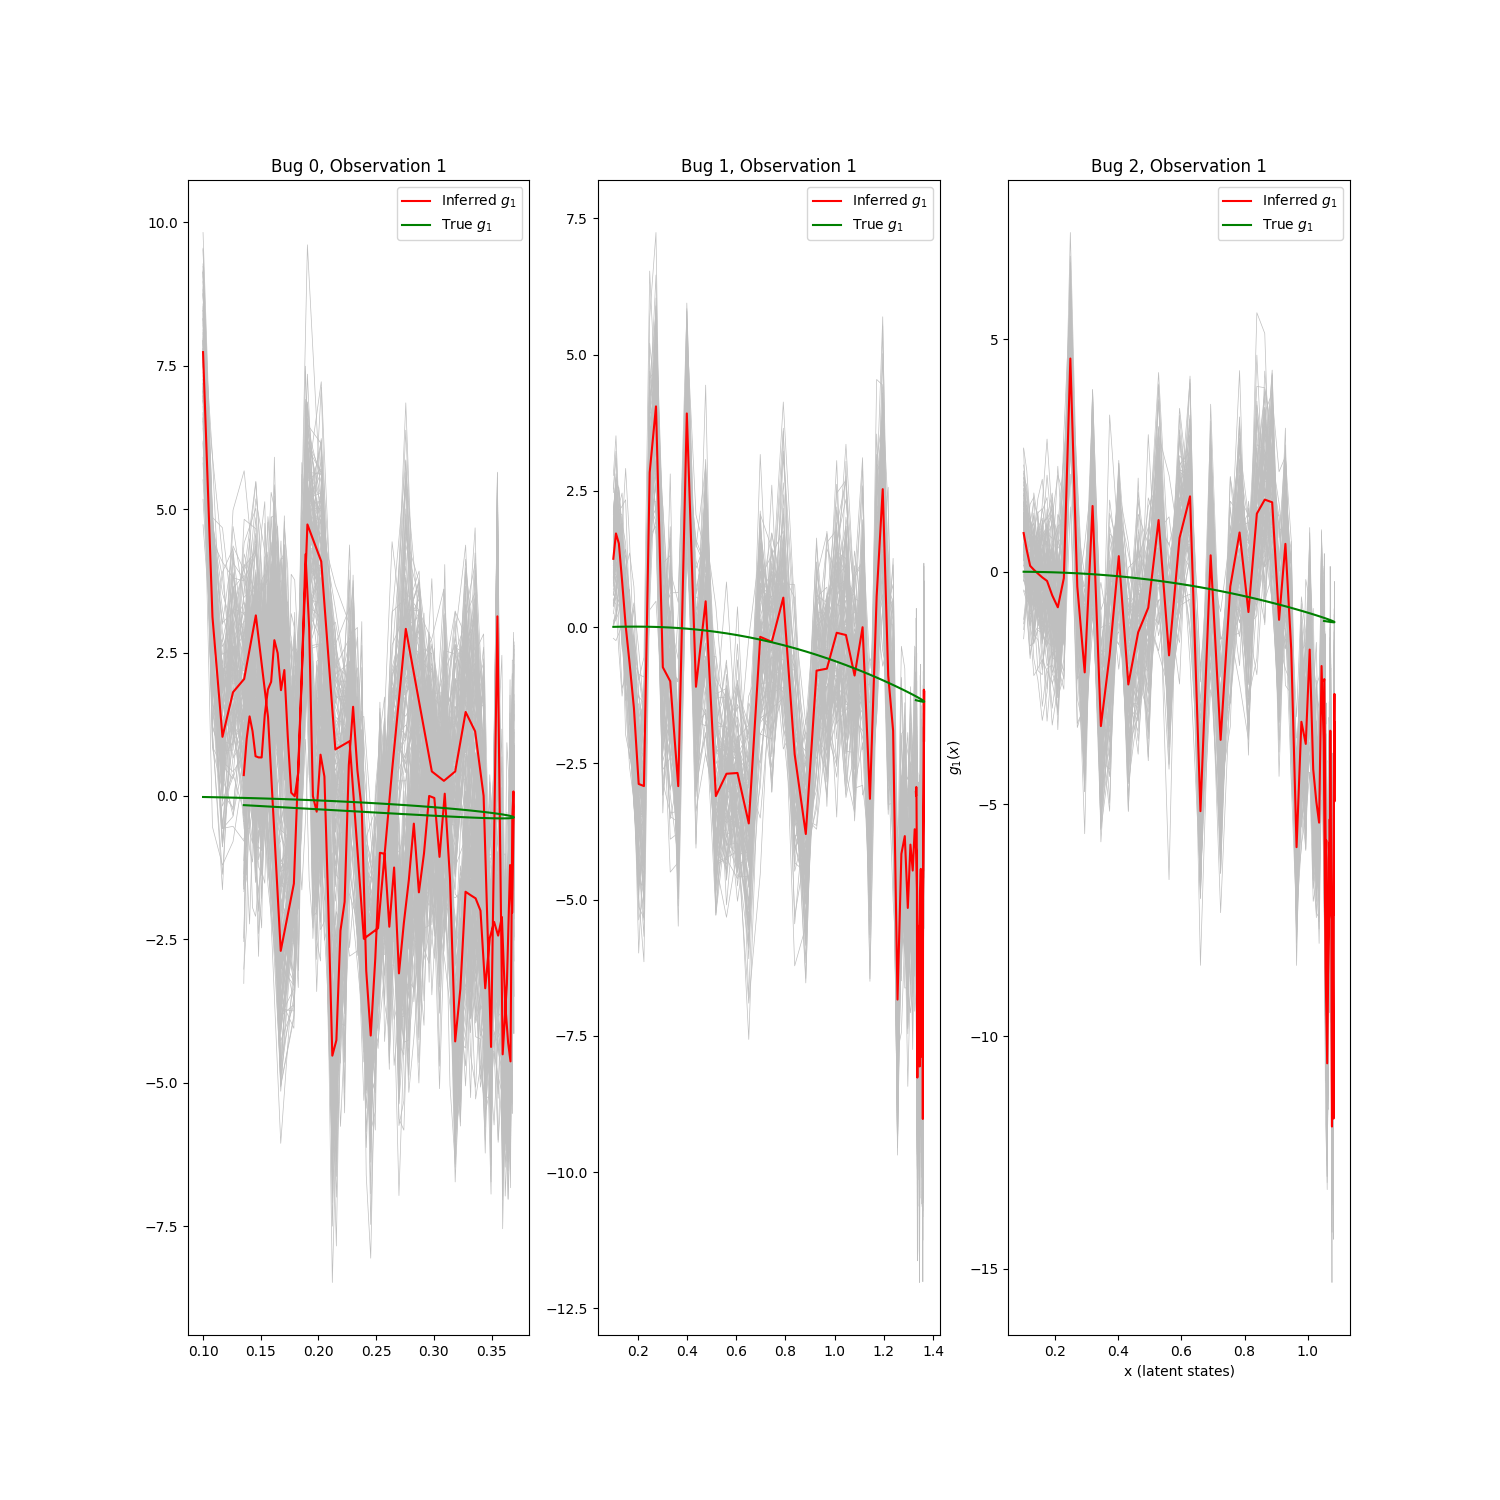 Bug 0, Observation 1
Inferred g₁
True g₁
10.0
7.5
5.0
2.5
0.0
−2.5
−5.0
−7.5
0.10 0.15 0.20 0.25 0.30 0.35
Bug 1, Observation 1
Inferred g₁
True g₁
7.5
5.0
2.5
0.0
−2.5
−5.0
−7.5
−10.0
−12.5
0.2 0.4 0.6 0.8 1.0 1.2 1.4
Bug 2, Observation 1
Inferred g₁
True g₁
g₁(x)
5
0
−5
−10
−15
0.2 0.4 0.6 0.8 1.0
x (latent states)